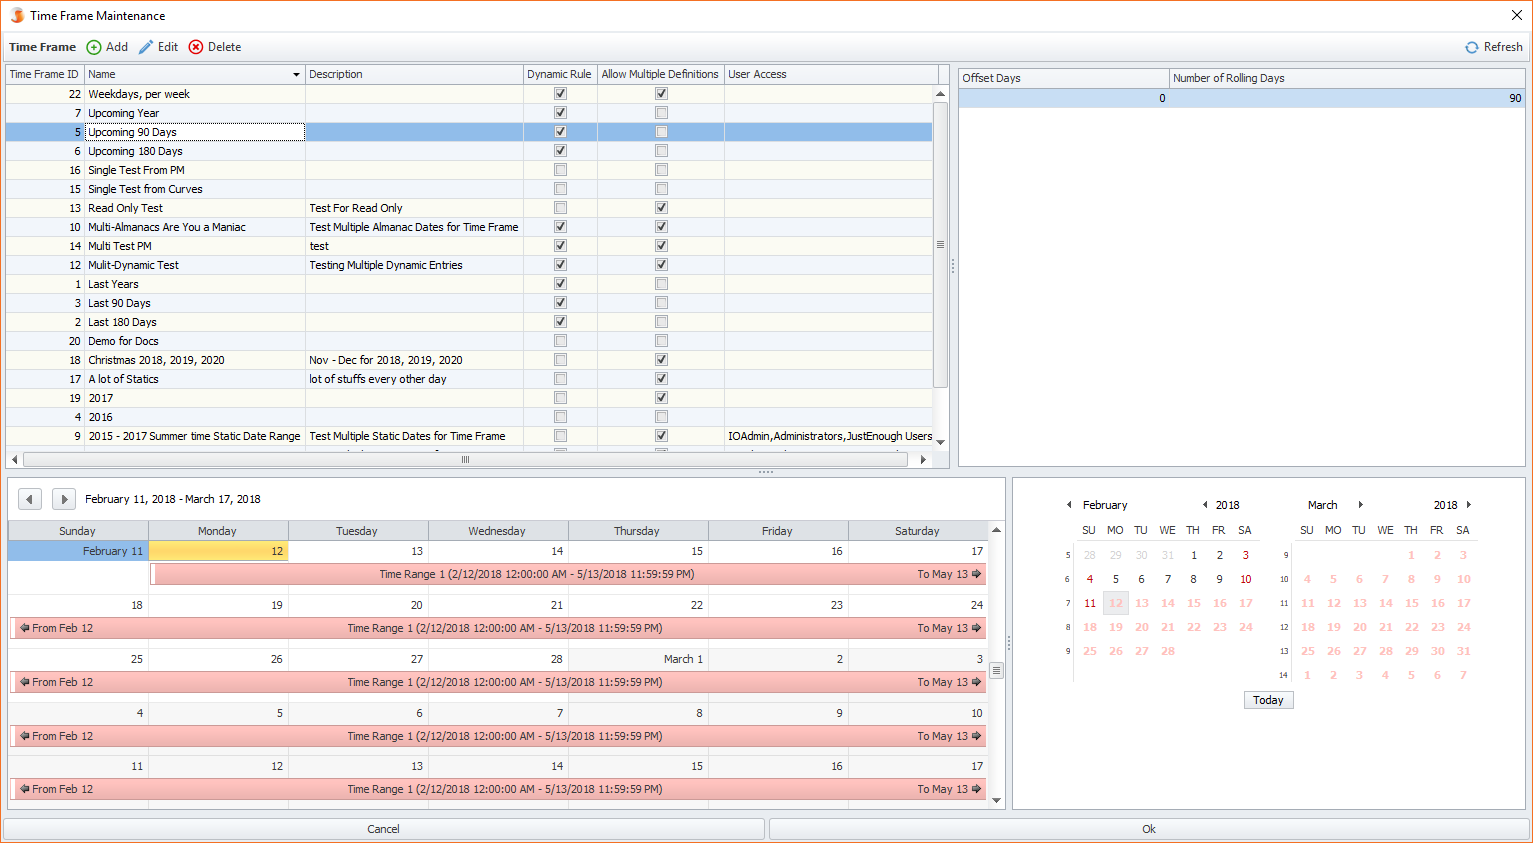 Time Frame Maintenance
Time Frame Add Edit Delete Refresh
Time Frame ID Name Description Dynamic Rule Allow Multiple Definitions User Access
22 Weekdays, per week
7 Upcoming Year
5 Upcoming 90 Days
6 Upcoming 180 Days
16 Single Test From PM
15 Single Test from Curves
13 Read Only Test Test For Read Only
10 Multi-Almanacs Are You a Maniac Test Multiple Almanac Dates for Time Frame
14 Multi Test PM test
12 Mulit-Dynamic Test Testing Multiple Dynamic Entries
1 Last Years
3 Last 90 Days
2 Last 180 Days
20 Demo for Docs
18 Christmas 2018, 2019, 2020 Nov - Dec for 2018, 2019, 2020
17 A lot of Statics lot of stuffs every other day
19 2017
4 2016
9 2015 - 2017 Summer time Static Date Range Test Multiple Static Dates for Time Frame IOAdmin,Administrators,JustEnough Users
Offset Days Number of Rolling Days
0 90
February 11, 2018 - March 17, 2018
Sunday Monday Tuesday Wednesday Thursday Friday Saturday
February 11 12 13 14 15 16 17
Time Range 1 (2/12/2018 12:00:00 AM - 5/13/2018 11:59:59 PM) To May 13
18 19 20 21 22 23 24
From Feb 12 Time Range 1 (2/12/2018 12:00:00 AM - 5/13/2018 11:59:59 PM) To May 13
25 26 27 28 March 1 2 3
From Feb 12 Time Range 1 (2/12/2018 12:00:00 AM - 5/13/2018 11:59:59 PM) To May 13
4 5 6 7 8 9 10
From Feb 12 Time Range 1 (2/12/2018 12:00:00 AM - 5/13/2018 11:59:59 PM) To May 13
11 12 13 14 15 16 17
From Feb 12 Time Range 1 (2/12/2018 12:00:00 AM - 5/13/2018 11:59:59 PM) To May 13
February 2018
SU MO TU WE TH FR SA
5 28 29 30 31 1 2 3
6 4 5 6 7 8 9 10
7 11 12 13 14 15 16 17
8 18 19 20 21 22 23 24
9 25 26 27 28
March 2018
SU MO TU WE TH FR SA
9 1 2 3
10 4 5 6 7 8 9 10
11 11 12 13 14 15 16 17
12 18 19 20 21 22 23 24
13 25 26 27 28 29 30 31
14 1 2 3 4 5 6 7
Today
Cancel Ok